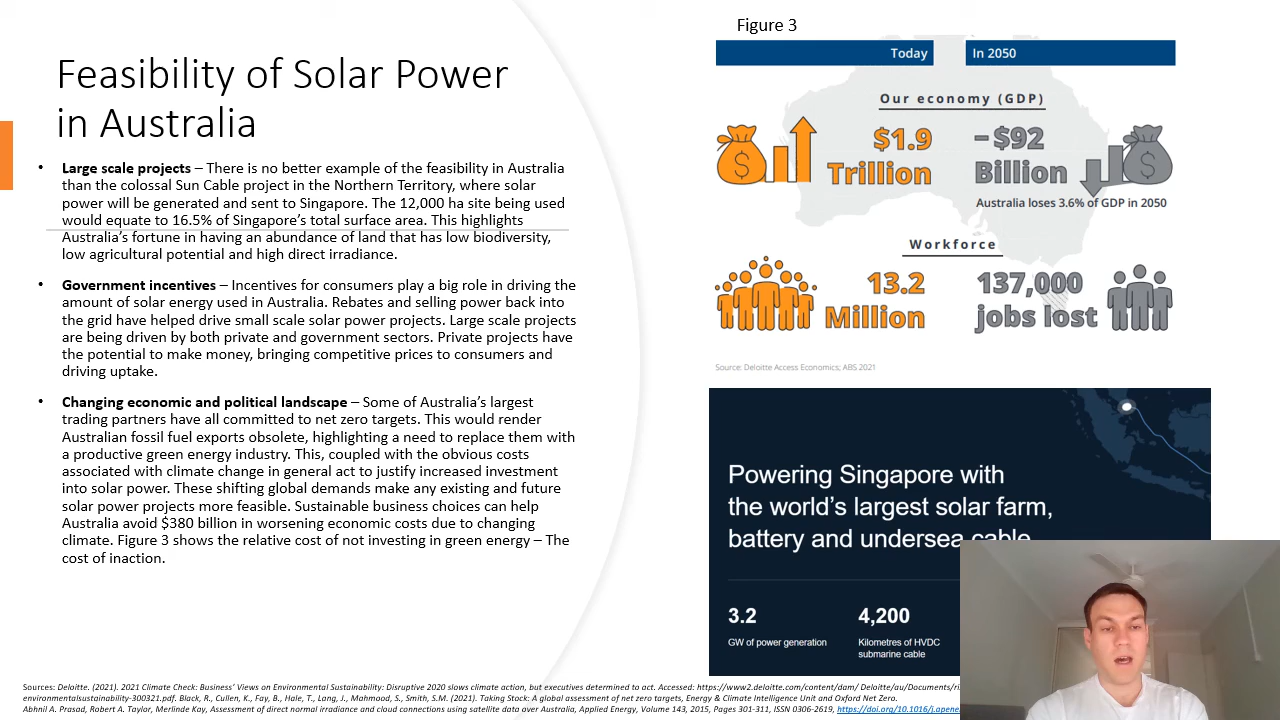 Feasibility of Solar Power
in Australia
• Large scale projects – There is no better example of the feasibility in Australia
than the colossal Sun Cable project in the Northern Territory, where solar
power will be generated and sent to Singapore. The 12,000 ha site being used
would equate to 16.5% of Singapore’s total surface area. This highlights
Australia’s fortune in having an abundance of land that has low biodiversity,
low agricultural potential and high direct irradiance.
• Government incentives – Incentives for consumers play a big role in driving the
amount of solar energy used in Australia. Rebates and selling power back into
the grid have helped drive small scale solar power projects. Large scale projects
are being driven by both private and government sectors. Private projects have
the potential to make money, bringing competitive prices to consumers and
driving uptake.
• Changing economic and political landscape – Some of Australia’s largest
trading partners have all committed to net zero targets. This would render
Australian fossil fuel exports obsolete, highlighting a need to replace them with
a productive green energy industry. This, coupled with the obvious costs
associated with climate change in general act to justify increased investment
into solar power. These shifting global demands make any existing and future
solar power projects more feasible. Sustainable business choices can help
Australia avoid $380 billion in worsening economic costs due to changing
climate. Figure 3 shows the relative cost of not investing in green energy – The
cost of inaction.
Figure 3
Today
In 2050
Our economy (GDP)
$1.9
Trillion
–$92
Billion
Australia loses 3.6% of GDP in 2050
Workforce
13.2
Million
137,000
jobs lost
Source: Deloitte Access Economics; ABS 2021
Powering Singapore with
the world’s largest solar farm,
battery and undersea cable
3.2
GW of power generation
4,200
Kilometres of HVDC
submarine cable
Sources: Deloitte. (2021). 2021 Climate Check: Business’ Views on Environmental Sustainability: Disruptive 2020 slows climate action, but executives determined to act. Accessed: https://www2.deloitte.com/content/dam/ Deloitte/au/Documents/ri
environmentalsustainability-300321.pdf. Black, R., Cullen, K., Fay, B., Hale, T., Lang, J., Mahmood, S., Smith, S.M. (2021). Taking Stock: A global assessment of net zero targets, Energy & Climate Intelligence Unit and Oxford Net Zero.
Abhnil A. Prasad, Robert A. Taylor, Merlinde Kay, Assessment of direct normal irradiance and cloud connections using satellite data over Australia, Applied Energy, Volume 143, 2015, Pages 301-311, ISSN 0306-2619, https://doi.org/10.1016/j.apene